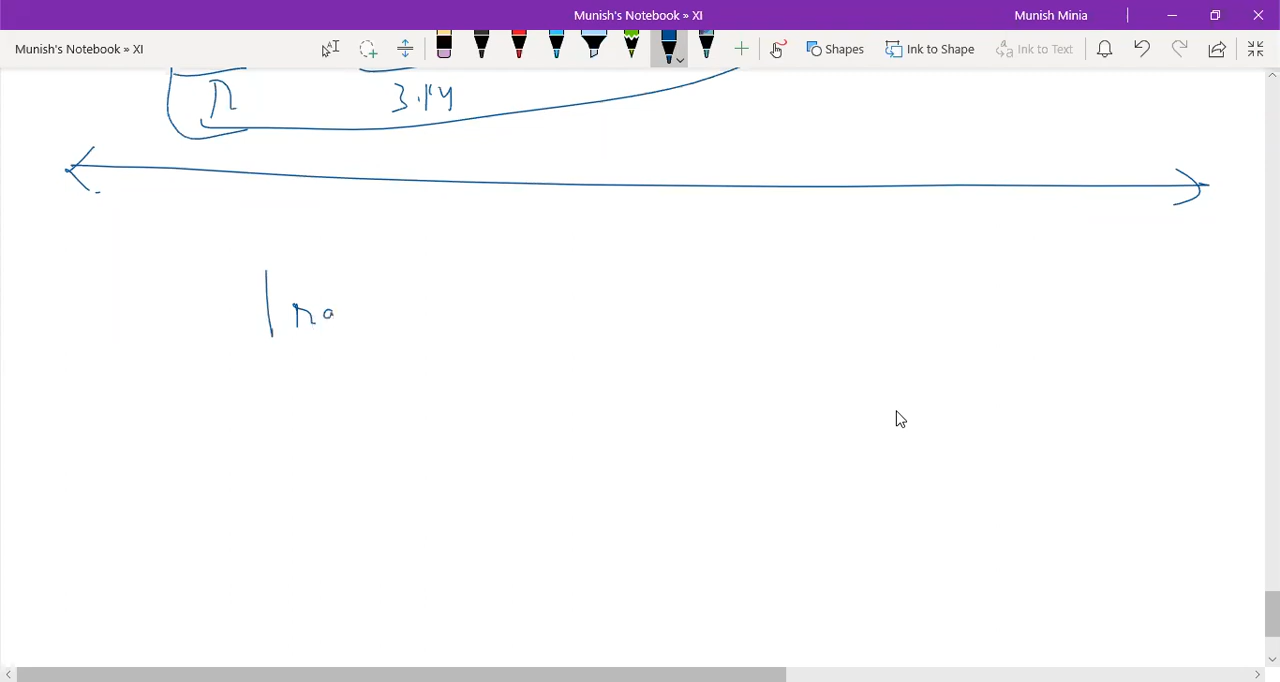 Munish's Notebook » XI
Munish Minia
Munish's Notebook » XI
Shapes
Ink to Shape
Ink to Text
π 3.14